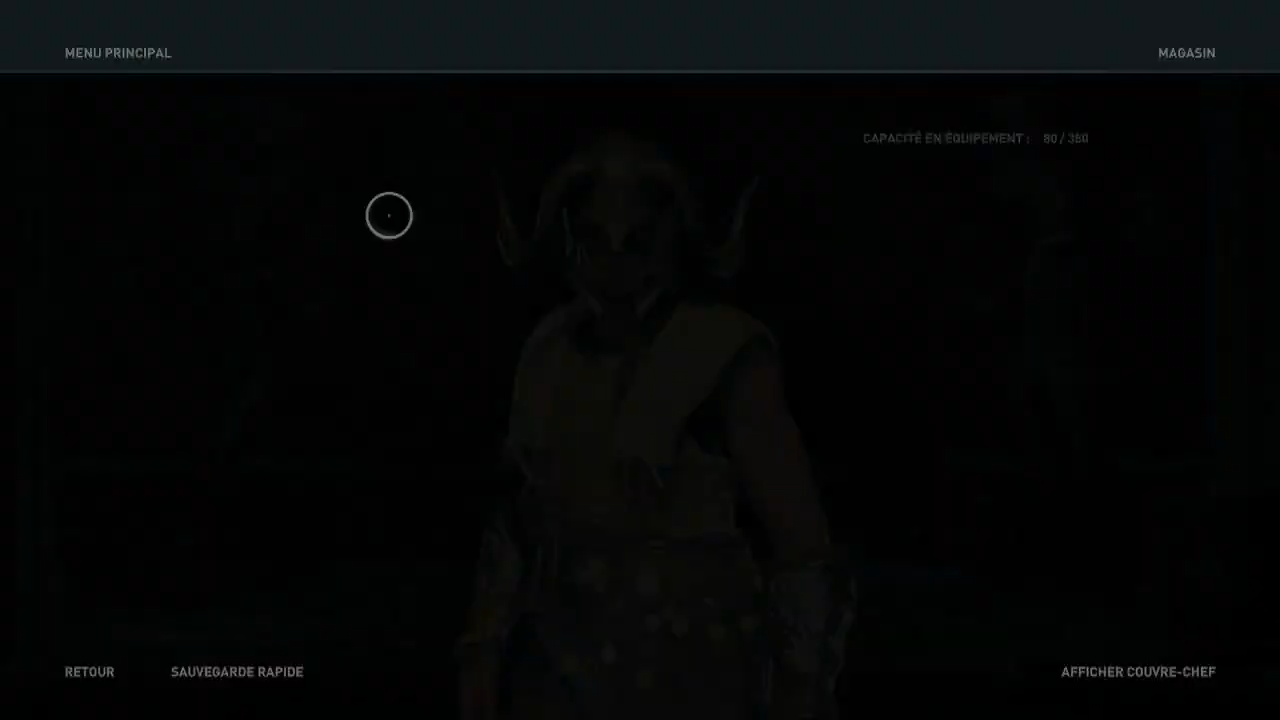 MENU PRINCIPAL
MAGASIN
CAPACITÉ EN ÉQUIPEMENT : 80 / 350
RETOUR
SAUVEGARDE RAPIDE
AFFICHER COUVRE-CHEF